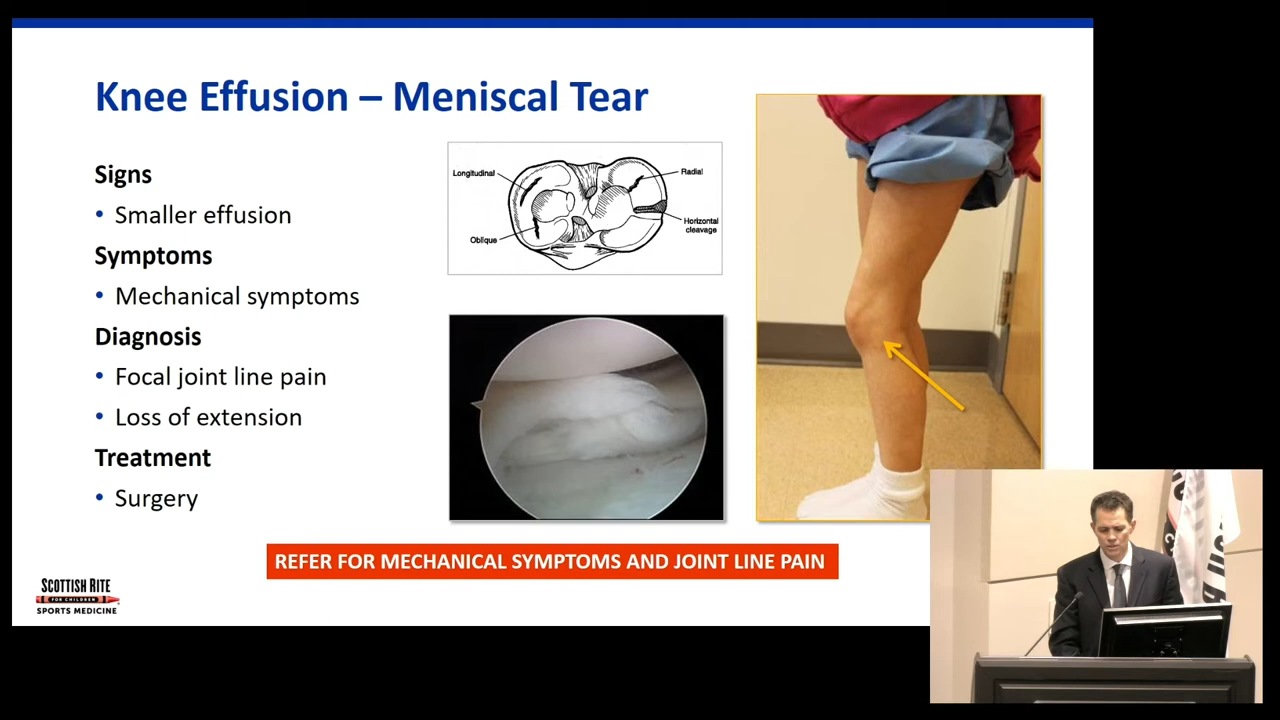 Knee Effusion – Meniscal Tear
Signs
• Smaller effusion
Symptoms
• Mechanical symptoms
Diagnosis
• Focal joint line pain
• Loss of extension
Treatment
• Surgery
Longitudinal
Radial
Horizontal
cleavage
Oblique
REFER FOR MECHANICAL SYMPTOMS AND JOINT LINE PAIN
SCOTTISH RITE
FOR CHILDREN
SPORTS MEDICINE